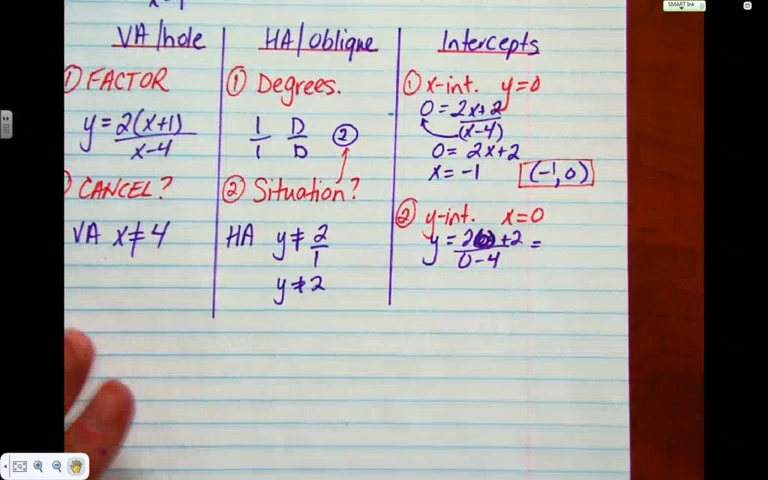 SMART Ink
x-4
VA/hole
① FACTOR
y = 2(x+1)
x-4
CANCEL?
VA x≠4
HA/Oblique
① Degrees.
1/1 D/D ②
② Situation?
HA y≠ 2/1
y≠2
Intercepts
① x-int. y=0
0 = 2x+2
(x-4)
0 = 2x+2
x = -1 (-1,0)
② y-int. x=0
y = 2(0)+2 =
0-4